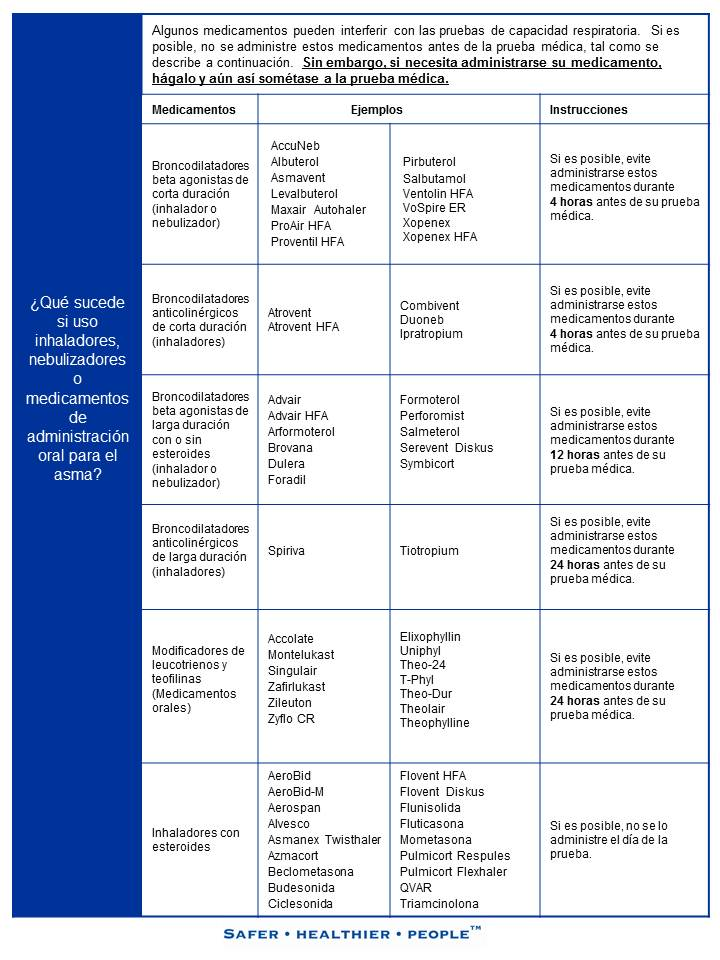 Algunos medicamentos pueden interferir con las pruebas de capacidad respiratoria. Si es
posible, no se administre estos medicamentos antes de la prueba médica, tal como se
describe a continuación. Sin embargo, si necesita administrarse su medicamento,
hágalo y aún así sométase a la prueba médica.
¿Qué sucede
si uso
inhaladores,
nebulizadores
o
medicamentos
de
administración
oral para el
asma?
Medicamentos
Ejemplos
Instrucciones
Broncodilatadores
beta agonistas de
corta duración
(inhalador o
nebulizador)
AccuNeb
Albuterol
Asmavent
Levalbuterol
Maxair Autohaler
ProAir HFA
Proventil HFA
Pirbuterol
Salbutamol
Ventolin HFA
VoSpire ER
Xopenex
Xopenex HFA
Si es posible, evite
administrarse estos
medicamentos durante
4 horas antes de su prueba
médica.
Broncodilatadores
anticolinérgicos
de corta duración
(inhaladores)
Atrovent
Atrovent HFA
Combivent
Duoneb
Ipratropium
Si es posible, evite
administrarse estos
medicamentos durante
4 horas antes de su prueba
médica.
Broncodilatadores
beta agonistas de
larga duración
con o sin
esteroides
(inhalador o
nebulizador)
Advair
Advair HFA
Arformoterol
Brovana
Dulera
Foradil
Formoterol
Perforomist
Salmeterol
Serevent Diskus
Symbicort
Si es posible, evite
administrarse estos
medicamentos durante
12 horas antes de su
prueba médica.
Broncodilatadores
anticolinérgicos
de larga duración
(inhaladores)
Spiriva
Tiotropium
Si es posible, evite
administrarse estos
medicamentos durante
24 horas antes de su
prueba médica.
Modificadores de
leucotrienos y
teofilinas
(Medicamentos
orales)
Accolate
Montelukast
Singulair
Zafirlukast
Zileuton
Zyflo CR
Elixophyllin
Uniphyl
Theo-24
T-Phyl
Theo-Dur
Theolair
Theophylline
Si es posible, evite
administrarse estos
medicamentos durante
24 horas antes de su
prueba médica.
Inhaladores con
esteroides
AeroBid
AeroBid-M
Aerospan
Alvesco
Asmanex Twisthaler
Azmacort
Beclometasona
Budesonida
Ciclesonida
Flovent HFA
Flovent Diskus
Flunisolida
Fluticasona
Mometasona
Pulmicort Respules
Pulmicort Flexhaler
QVAR
Triamcinolona
Si es posible, no se lo
administre el día de la
prueba.
SAFER • HEALTHIER • PEOPLE™